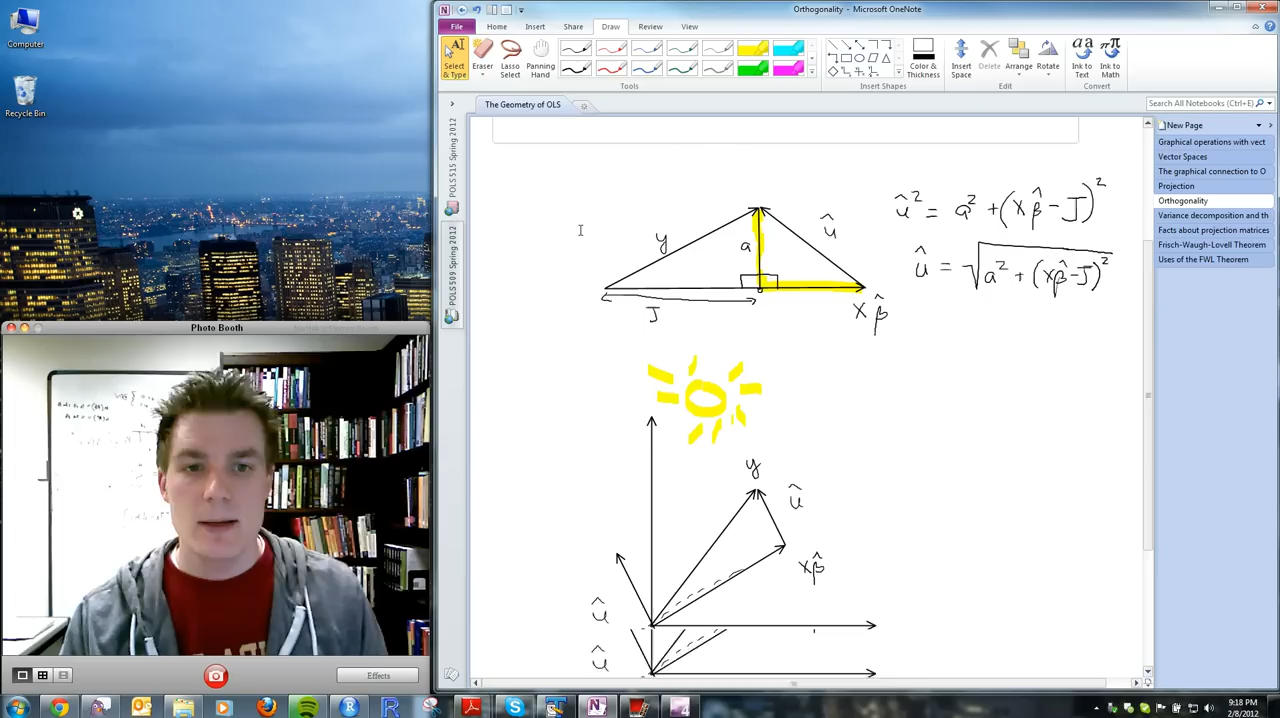 Computer
Recycle Bin
Orthogonality - Microsoft OneNote
File Home Insert Share Draw Review View
Select & Type
Eraser
Lasso Select
Panning Hand
Color & Thickness
Insert Space
Delete
Arrange
Rotate
Ink to Text
Ink to Math
Tools
Insert Shapes
Edit
Convert
The Geometry of OLS
Search All Notebooks (Ctrl+E)
POLS 515 Spring 2012
POLS 509 Spring 2012
New Page
Graphical operations with vect
Vector Spaces
The graphical connection to O
Projection
Orthogonality
Variance decomposition and th
Facts about projection matrices
Frisch-Waugh-Lovell Theorem
Uses of the FWL Theorem
y
a
û
J
Xβ̂
û² = a² + (Xβ̂ - J)²
û = √(a² + (xβ̂-J)²)
y
û
xβ̂
û
û
Photo Booth
Effects
9:18 PM
2/8/2012